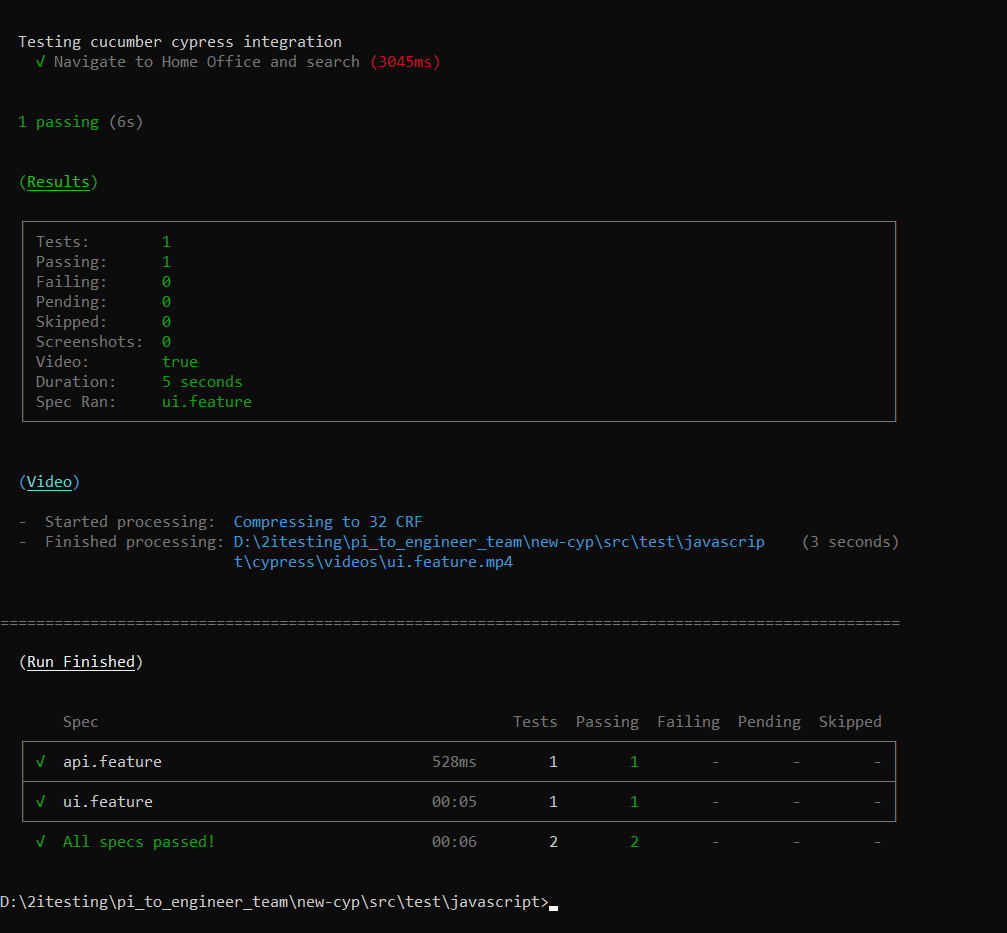 Testing cucumber cypress integration
√ Navigate to Home Office and search (3045ms)
1 passing (6s)
(Results)
Tests: 1
Passing: 1
Failing: 0
Pending: 0
Skipped: 0
Screenshots: 0
Video: true
Duration: 5 seconds
Spec Ran: ui.feature
(Video)
- Started processing: Compressing to 32 CRF
- Finished processing: D:\2itesting\pi_to_engineer_team\new-cyp\src\test\javascrip (3 seconds)
t\cypress\videos\ui.feature.mp4
====================================================================================================
(Run Finished)
Spec Tests Passing Failing Pending Skipped
√ api.feature 528ms 1 1 - - -
√ ui.feature 00:05 1 1 - - -
√ All specs passed! 00:06 2 2 - - -
D:\2itesting\pi_to_engineer_team\new-cyp\src\test\javascript>